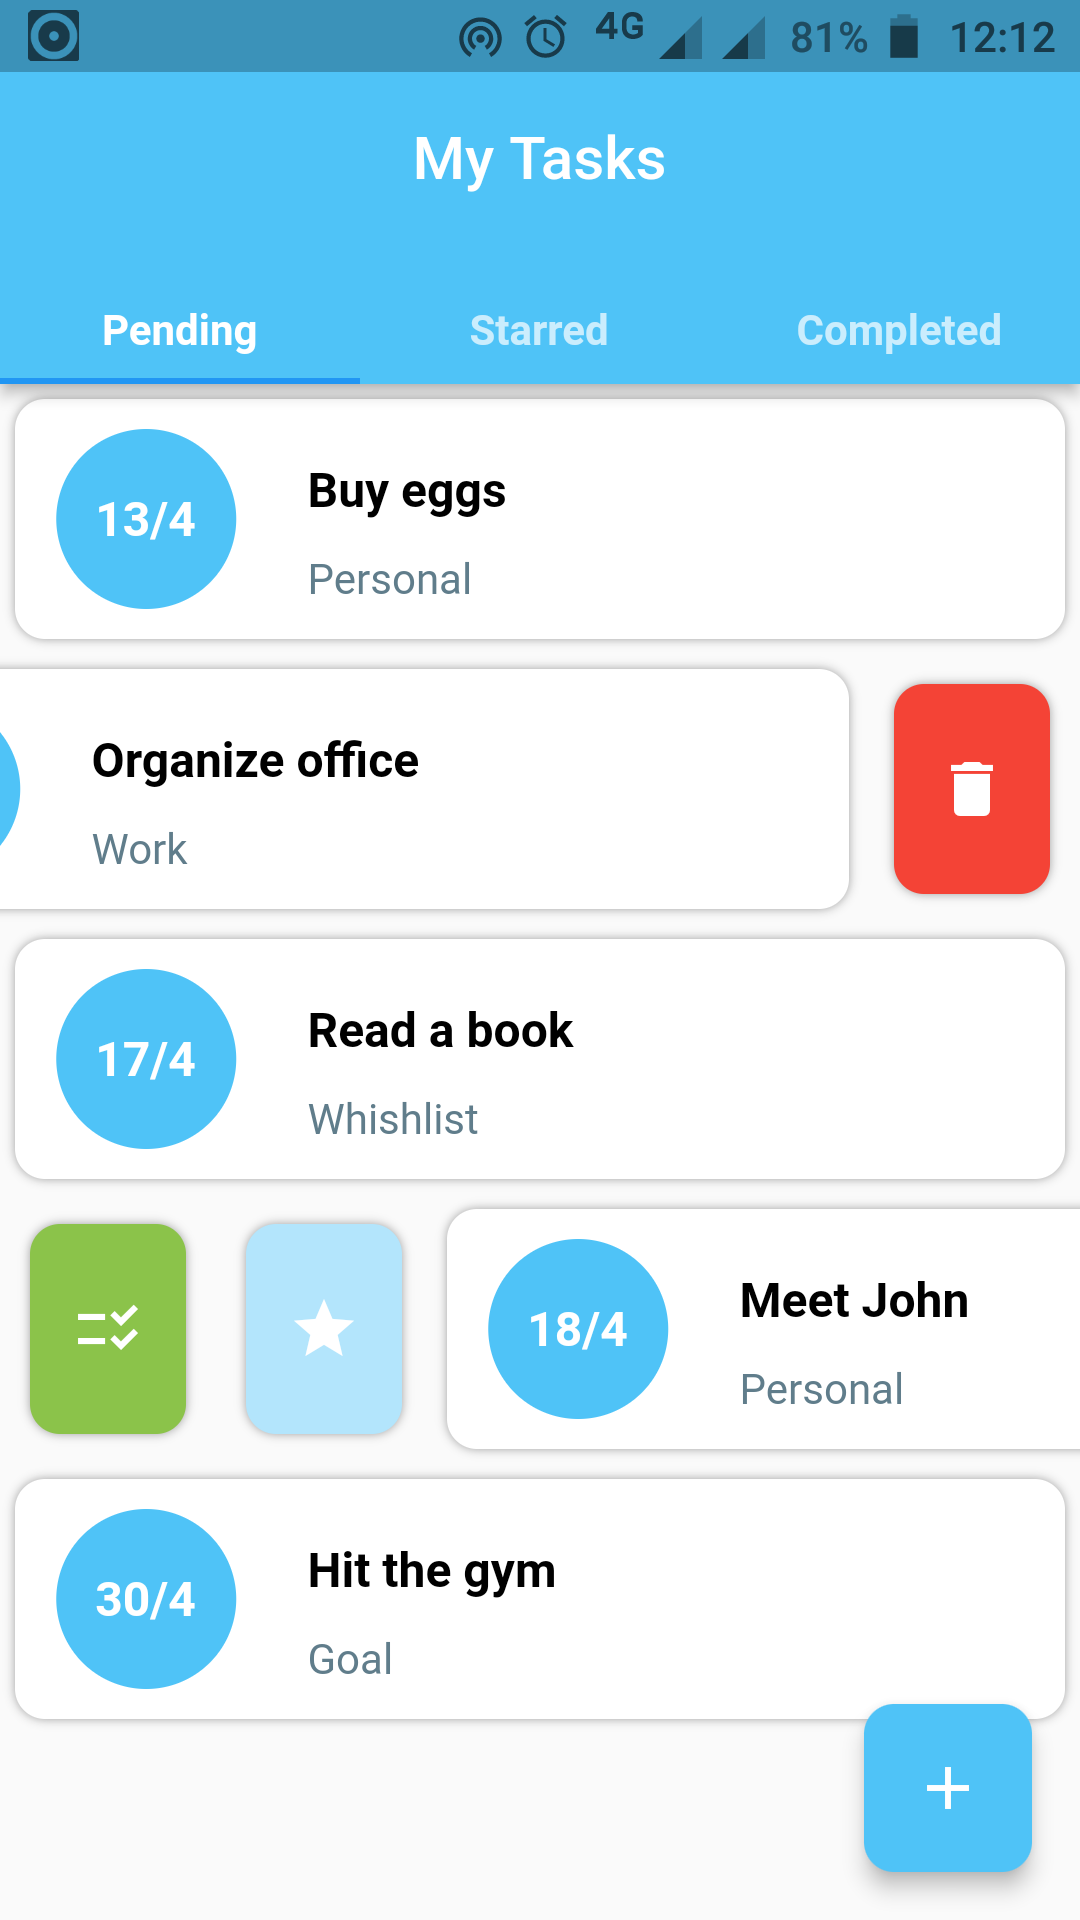 4G 81% 12:12
My Tasks
Pending Starred Completed
13/4
Buy eggs
Personal
Organize office
Work
17/4
Read a book
Whishlist
18/4
Meet John
Personal
30/4
Hit the gym
Goal